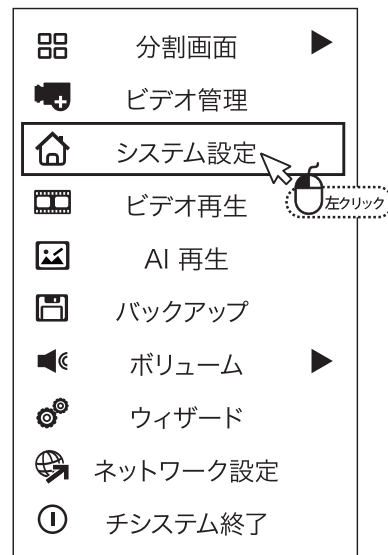 分割画面
ビデオ管理
システム設定
左クリック
ビデオ再生
AI 再生
バックアップ
ボリューム
ウィザード
ネットワーク設定
チシステム終了